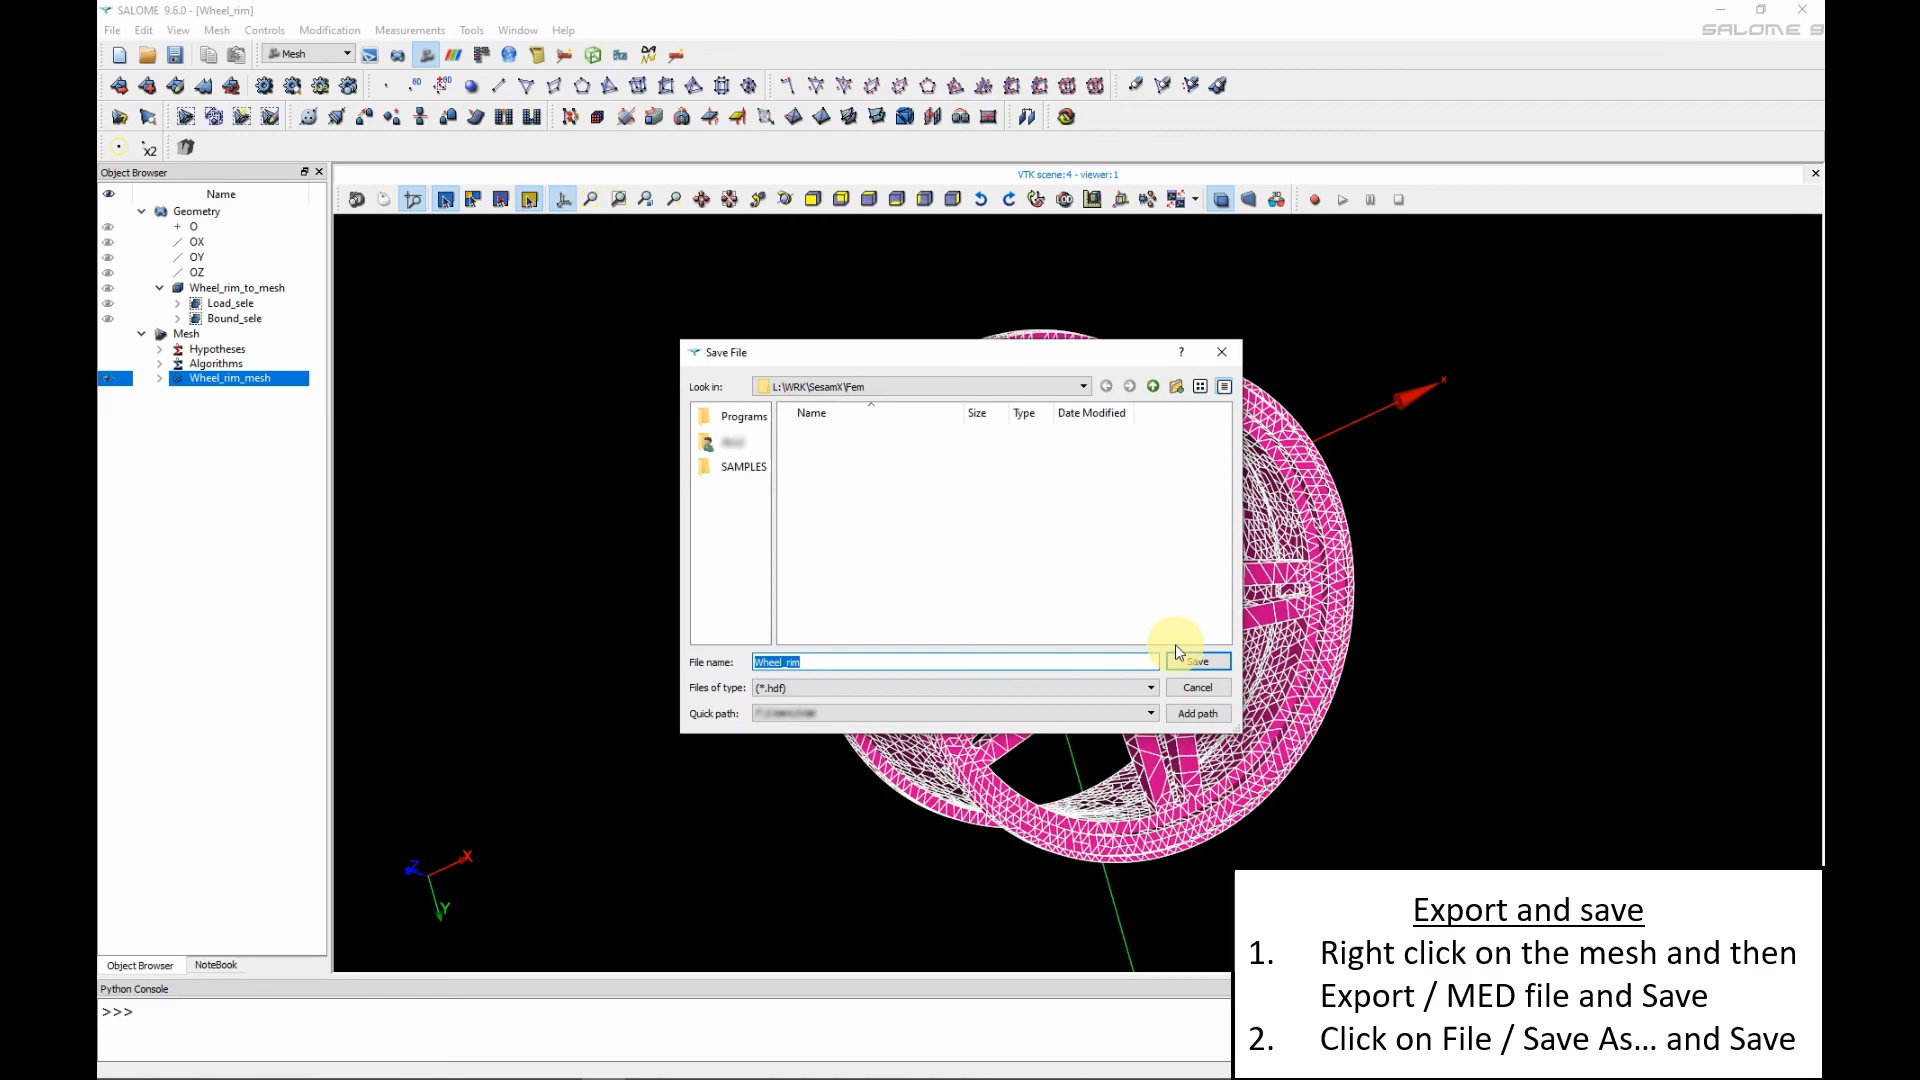 SALOME 9.6.0 - [Wheel_rim]
File Edit View Mesh Controls Modification Measurements Tools Window Help
SALOME 9
Mesh
x2
Object Browser
VTK scene:4 - viewer:1
Name
Geometry
O
OX
OY
OZ
Wheel_rim_to_mesh
Load_sele
Bound_sele
Mesh
Hypotheses
Algorithms
Wheel_rim_mesh
Save File
Look in: L:\WRK\SesamX\Fem
Name Size Type Date Modified
Programs
SAMPLES
File name: Wheel_rim Save
Files of type: (*.hdf) Cancel
Quick path: Add path
x
Z X
Y
Object Browser NoteBook
Python Console
>>>
Export and save
1. Right click on the mesh and then
Export / MED file and Save
2. Click on File / Save As... and Save